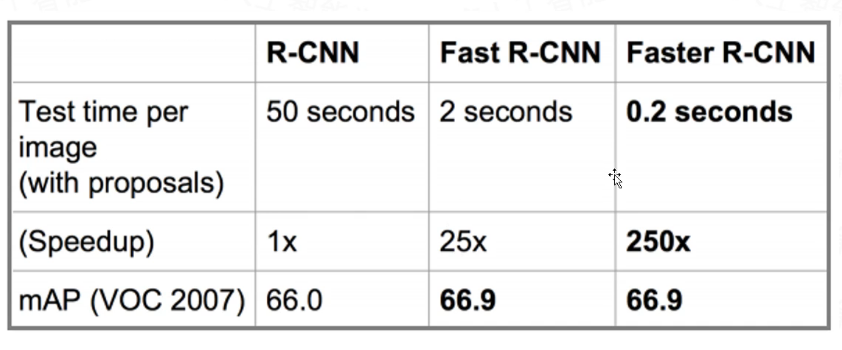 R-CNN Fast R-CNN Faster R-CNN
Test time per image (with proposals) 50 seconds 2 seconds 0.2 seconds
(Speedup) 1x 25x 250x
mAP (VOC 2007) 66.0 66.9 66.9